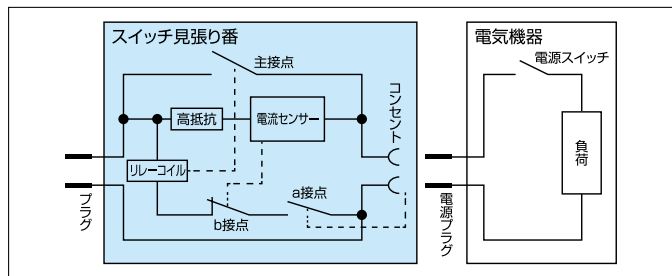 スイッチ見張り番
電気機器
主接点
電源スイッチ
コンセント
高抵抗
電流センサー
負荷
リレーコイル
a接点
b接点
プラグ
電源プラグ